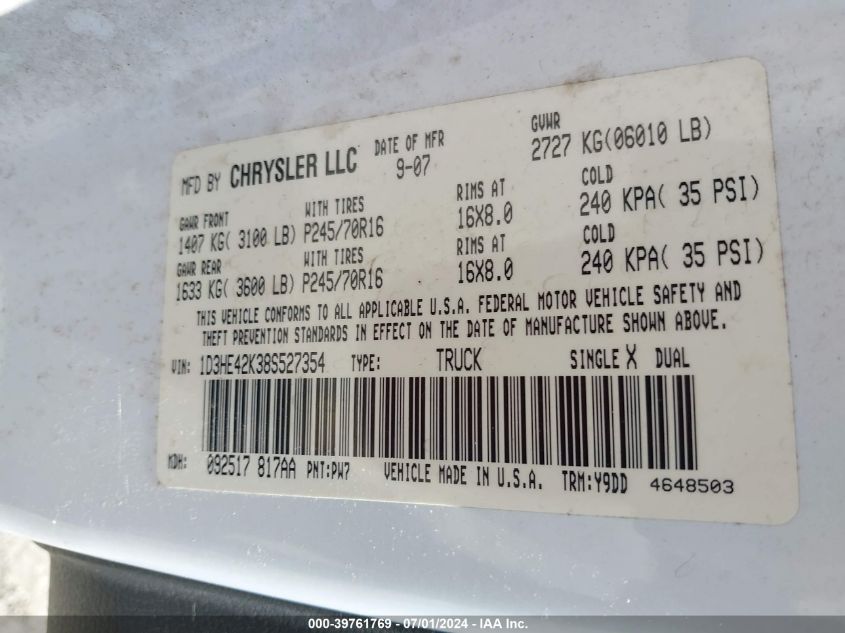 MFD BY CHRYSLER LLC DATE OF MFR 9-07 GVWR 2727 KG(06010 LB)
GAWR FRONT WITH TIRES RIMS AT COLD
1407 KG( 3100 LB) P245/70R16 16X8.0 240 KPA( 35 PSI)
GAWR REAR WITH TIRES RIMS AT COLD
1633 KG( 3600 LB) P245/70R16 16X8.0 240 KPA( 35 PSI)
THIS VEHICLE CONFORMS TO ALL APPLICABLE U.S.A. FEDERAL MOTOR VEHICLE SAFETY AND
THEFT PREVENTION STANDARDS IN EFFECT ON THE DATE OF MANUFACTURE SHOWN ABOVE.
VIN: 1D3HE42K38S527354 TYPE: TRUCK SINGLE X DUAL
MDH: 092517 817AA PNT:PW7 VEHICLE MADE IN U.S.A. TRM:Y9DD 4648503
000-39761769 - 07/01/2024 - IAA Inc.